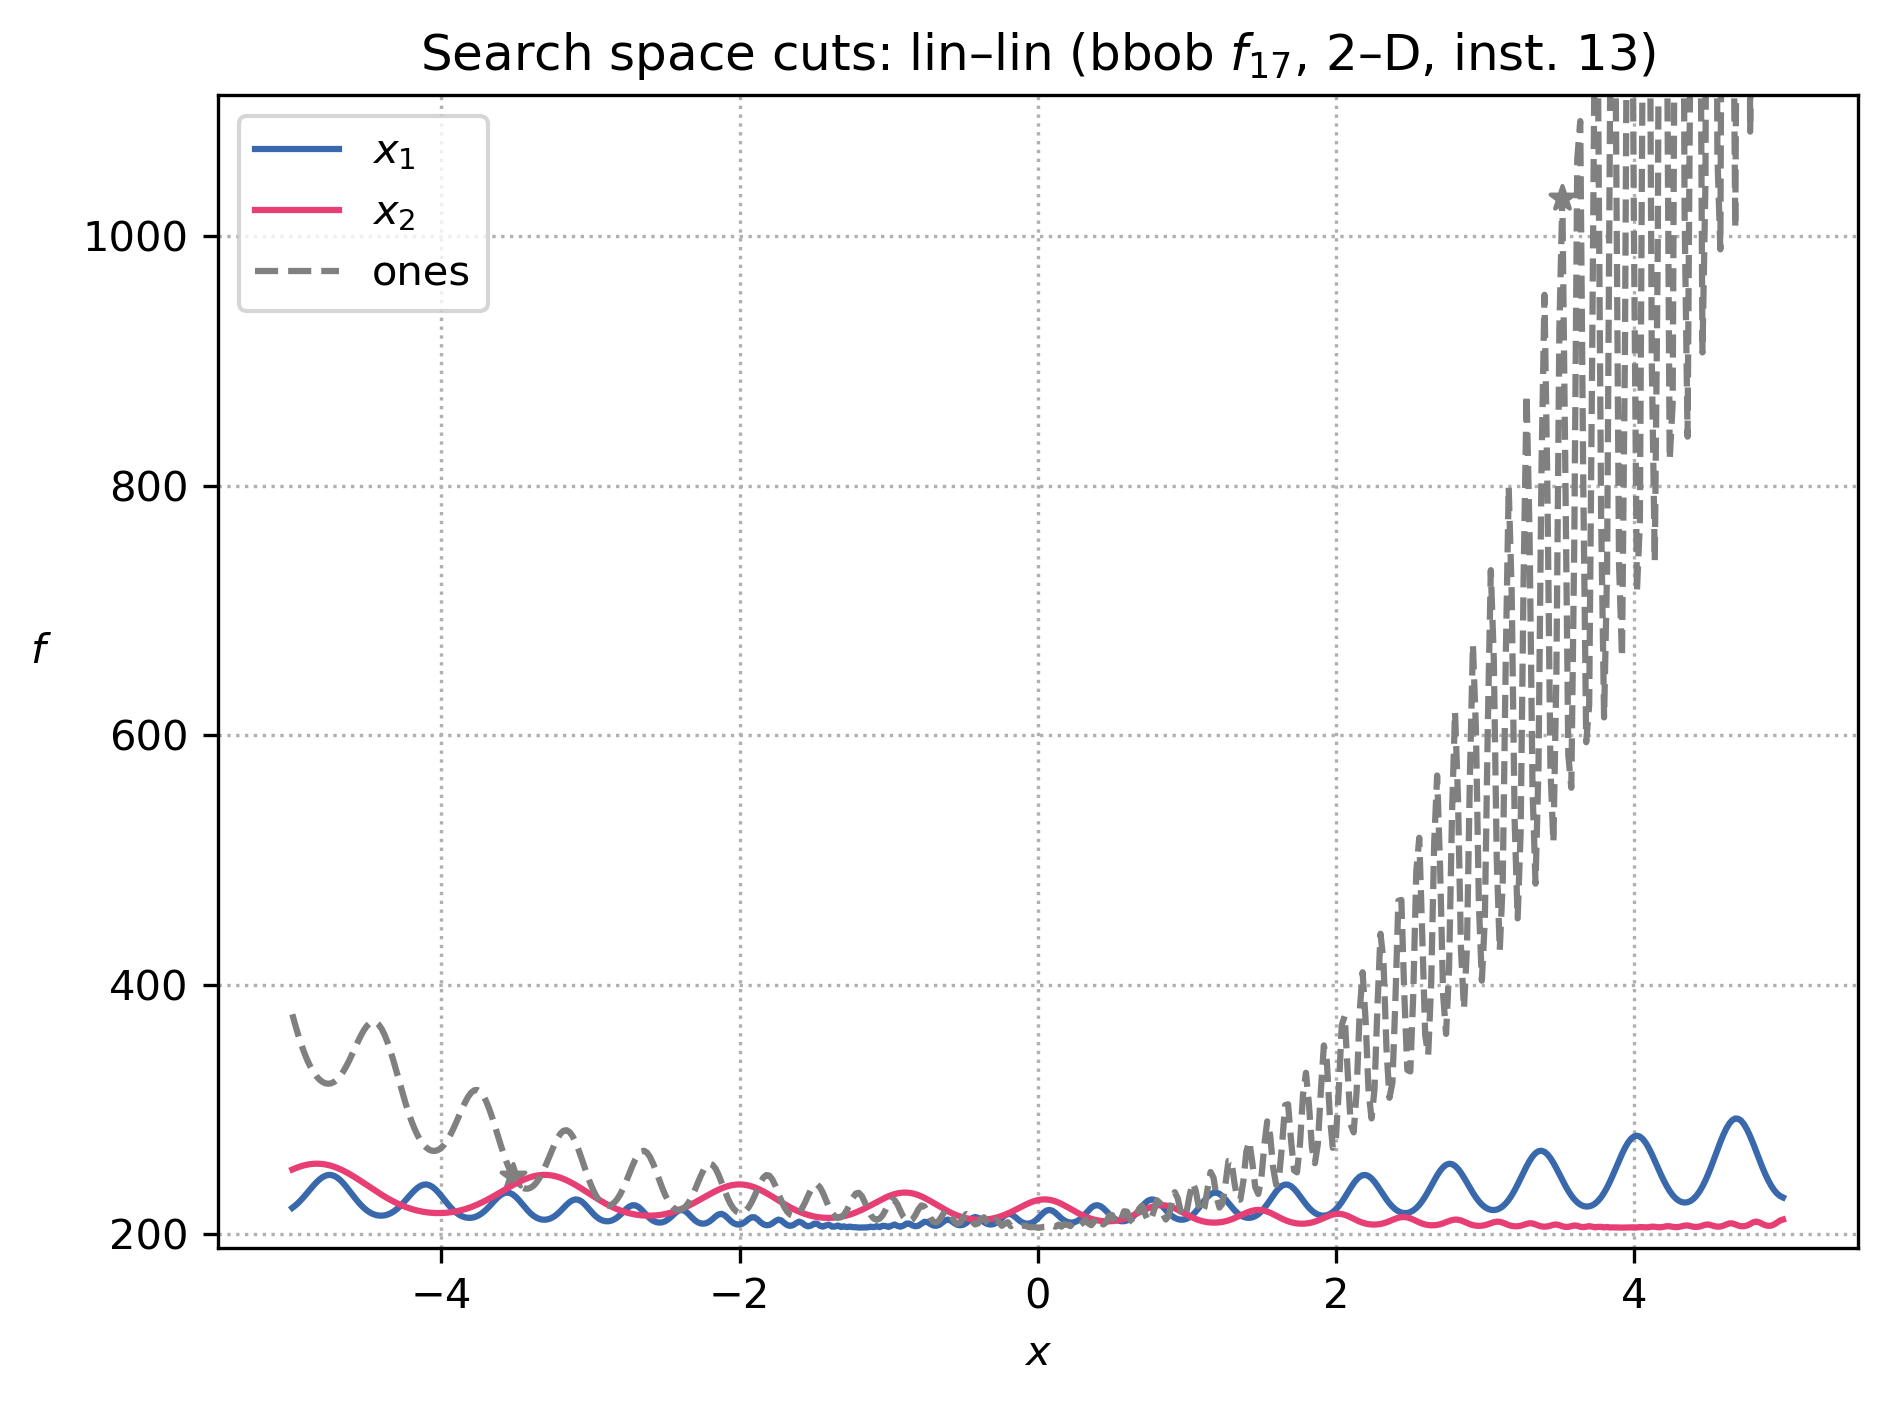 Search space cuts: lin–lin (bbob f17, 2–D, inst. 13)
x1
x2
ones
1000
800
600
400
200
f
−4
−2
0
2
4
x